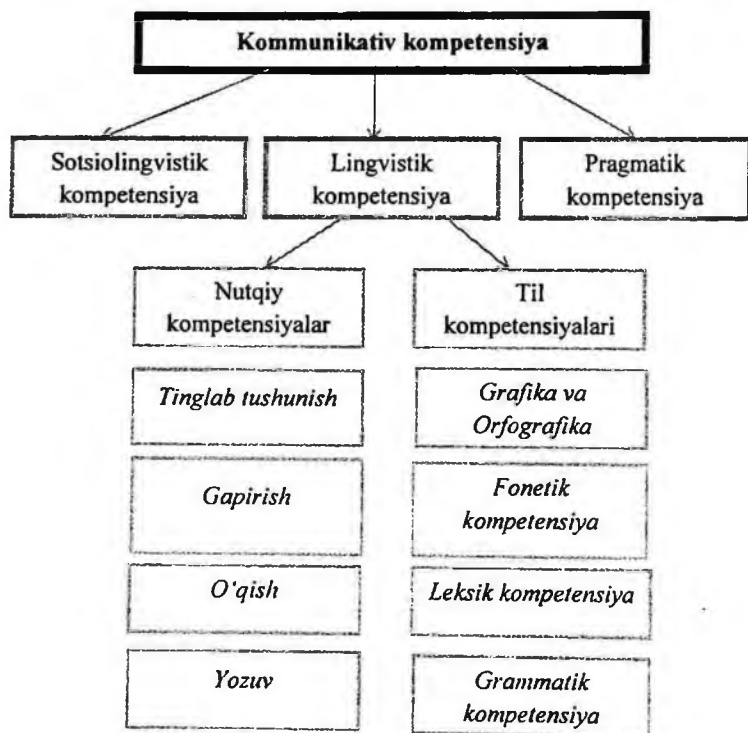 Kommunikativ kompetensiya
Sotsiolingvistik
kompetensiya
Lingvistik
kompetensiya
Pragmatik
kompetensiya
Nutqiy
kompetensiyalar
Til
kompetensiyalari
Tinglab tushunish
Grafika va
Orfografika
Gapirish
Fonetik
kompetensiya
O‘qish
Leksik kompetensiya
Yozuv
Grammatik
kompetensiya